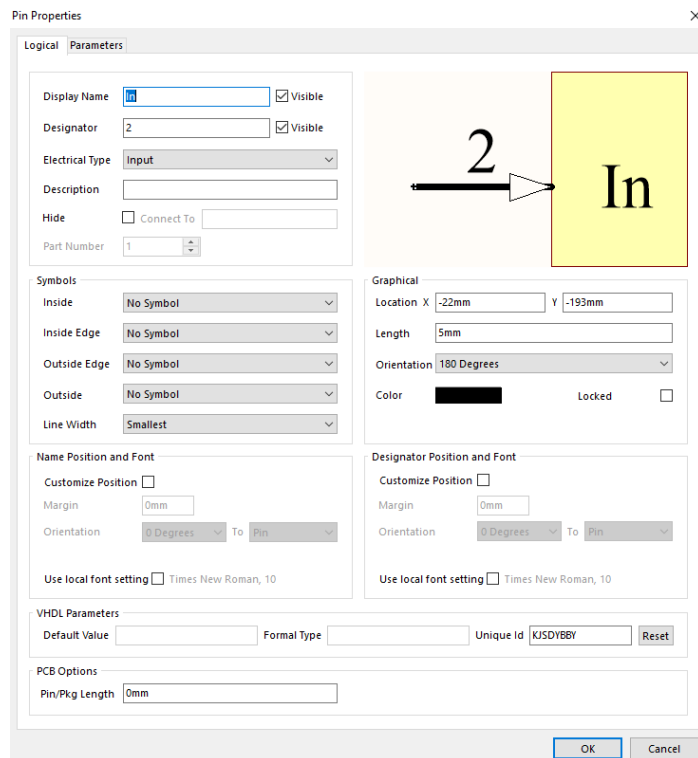 Pin Properties
Logical Parameters
Display Name In Visible
Designator 2 Visible
Electrical Type Input
Description
Hide Connect To
Part Number 1
2
In
Symbols
Inside No Symbol
Inside Edge No Symbol
Outside Edge No Symbol
Outside No Symbol
Line Width Smallest
Graphical
Location X -22mm Y -193mm
Length 5mm
Orientation 180 Degrees
Color Locked
Name Position and Font
Customize Position
Margin 0mm
Orientation 0 Degrees To Pin
Use local font setting Times New Roman, 10
Designator Position and Font
Customize Position
Margin 0mm
Orientation 0 Degrees To Pin
Use local font setting Times New Roman, 10
VHDL Parameters
Default Value Formal Type Unique Id KJSDYBBY Reset
PCB Options
Pin/Pkg Length 0mm
OK Cancel